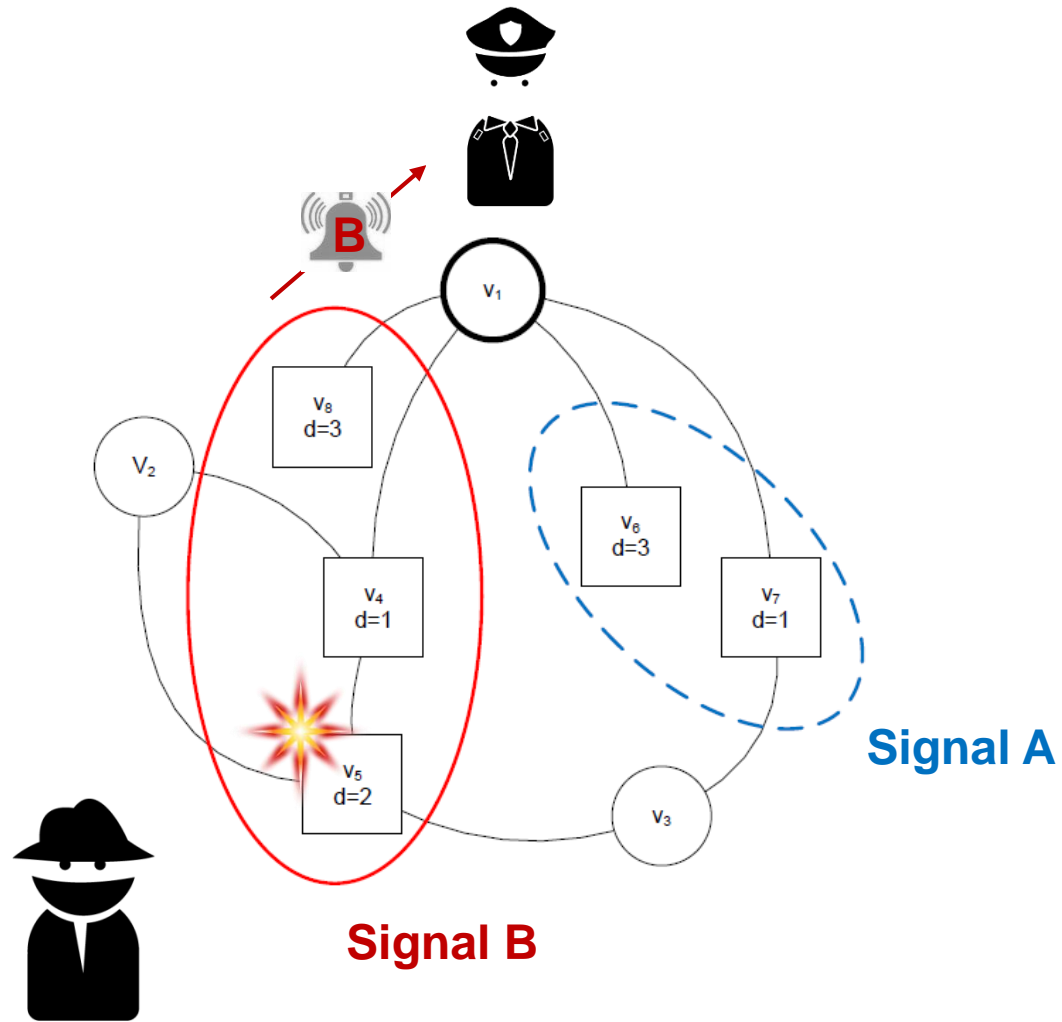 B
v₁
v₈
d=3
V₂
v₆
d=3
v₄
d=1
v₇
d=1
Signal A
v₅
d=2
v₃
Signal B